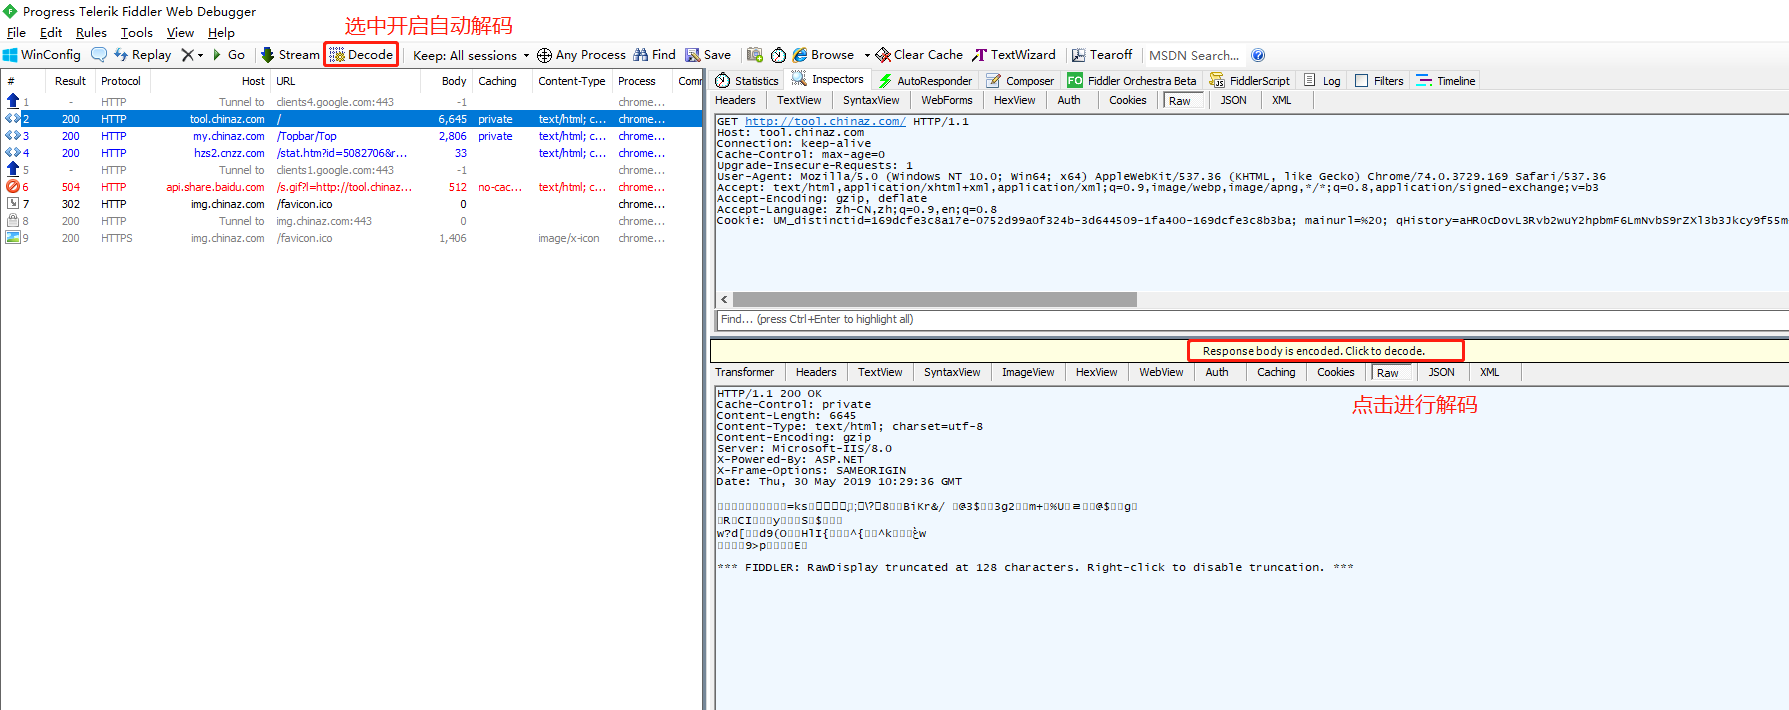 Progress Telerik Fiddler Web Debugger
选中开启自动解码
File Edit Rules Tools View Help
WinConfig Replay Go Stream Decode Keep: All sessions Any Process Find Save Browse Clear Cache TextWizard Tearoff MSDN Search...
# Result Protocol Host URL Body Caching Content-Type Process Comm
1 - HTTP Tunnel to clients4.google.com:443 -1 chrome...
2 200 HTTP tool.chinaz.com / 6,645 private text/html; c... chrome...
3 200 HTTP my.chinaz.com /Topbar/Top 2,806 private text/html; c... chrome...
4 200 HTTP hzs2.cnzz.com /stat.htm?id=5082706&r... 33 text/html; c... chrome...
5 - HTTP Tunnel to clients1.google.com:443 -1 chrome...
6 504 HTTP api.share.baidu.com /s.gif?l=http://tool.chinaz... 512 no-cac... text/html; c... chrome...
7 302 HTTP img.chinaz.com /favicon.ico 0 chrome...
8 200 HTTP Tunnel to img.chinaz.com:443 0 chrome...
9 200 HTTPS img.chinaz.com /favicon.ico 1,406 image/x-icon chrome...
Statistics Inspectors AutoResponder Composer FO Fiddler Orchestra Beta FiddlerScript Log Filters Timeline
Headers TextView SyntaxView WebForms HexView Auth Cookies Raw JSON XML
GET http://tool.chinaz.com/ HTTP/1.1
Host: tool.chinaz.com
Connection: keep-alive
Cache-Control: max-age=0
Upgrade-Insecure-Requests: 1
User-Agent: Mozilla/5.0 (Windows NT 10.0; Win64; x64) AppleWebKit/537.36 (KHTML, like Gecko) Chrome/74.0.3729.169 Safari/537.36
Accept: text/html,application/xhtml+xml,application/xml;q=0.9,image/webp,image/apng,*/*;q=0.8,application/signed-exchange;v=b3
Accept-Encoding: gzip, deflate
Accept-Language: zh-CN,zh;q=0.9,en;q=0.8
Cookie: UM_distinctid=169dcfe3c8a17e-0752d99a0f324b-3d644509-1fa400-169dcfe3c8b3ba; mainurl=%20; qHistory=aHR0cDovL3Rvb2wuY2hpbmF6LmNvbS9rZXl3b3Jkcy9f55m
Find... (press Ctrl+Enter to highlight all)
Response body is encoded. Click to decode.
Transformer Headers TextView SyntaxView ImageView HexView WebView Auth Caching Cookies Raw JSON XML
点击进行解码
HTTP/1.1 200 OK
Cache-Control: private
Content-Length: 6645
Content-Type: text/html; charset=utf-8
Content-Encoding: gzip
Server: Microsoft-IIS/8.0
X-Powered-By: ASP.NET
X-Frame-Options: SAMEORIGIN
Date: Thu, 30 May 2019 10:29:36 GMT
*** FIDDLER: RawDisplay truncated at 128 characters. Right-click to disable truncation. ***